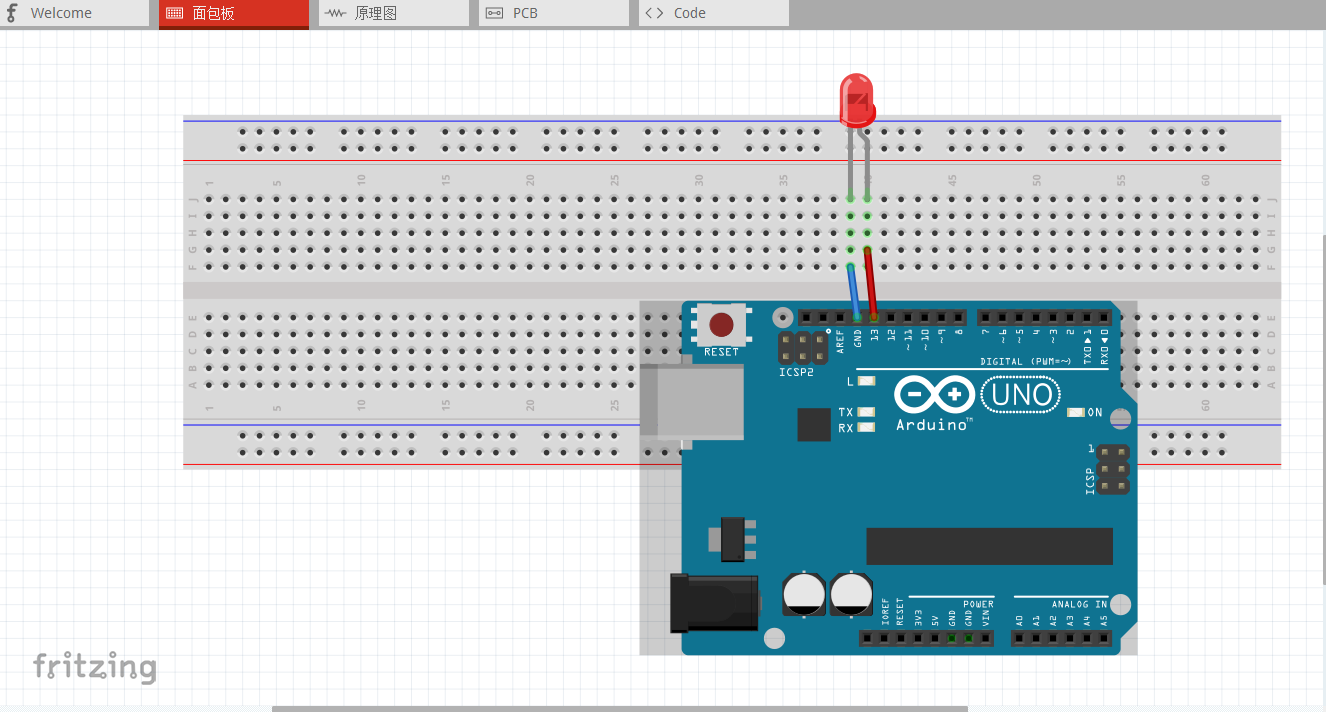 Welcome
面包板
原理图
PCB
Code
1 5 10 15 20 25 30 35 45 50 55 60
J J
I I
H H
G G
F F
E E
D D
C C
B B
A A
1 5 10 15 20 25 60
RESET
ICSP2
AREF
GND
13
12
~11
~10
~9
8
7
~6
~5
4
~3
2
TX0▶1
RX0◀0
DIGITAL (PWM=~)
L
TX
RX
Arduino™
UNO
ON
1
ICSP
IOREF
RESET
3V3
5V
GND
GND
VIN
POWER
ANALOG IN
A0
A1
A2
A3
A4
A5
fritzing